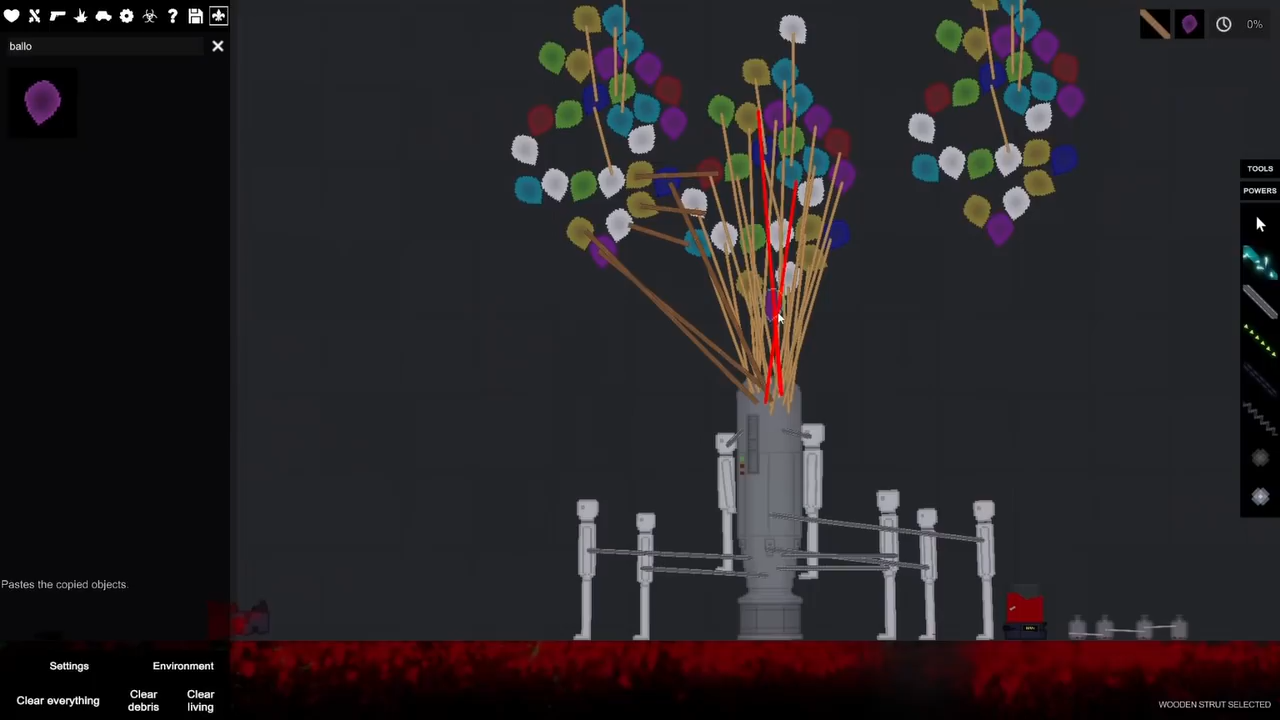 ballo
0%
TOOLS
POWERS
Pastes the copied objects.
Settings
Environment
Clear everything
Clear debris
Clear living
WOODEN STRUT SELECTED